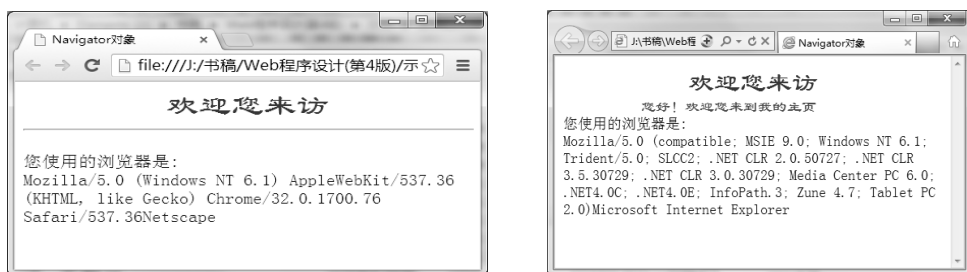 Navigator对象
file:///J:/书稿/Web程序设计(第4版)/示
欢迎您来访
您使用的浏览器是:
Mozilla/5.0 (Windows NT 6.1) AppleWebKit/537.36
(KHTML, like Gecko) Chrome/32.0.1700.76
Safari/537.36Netscape
J:\书稿\Web程
Navigator对象
欢迎您来访
您好！欢迎您来到我的主页
您使用的浏览器是:
Mozilla/5.0 (compatible; MSIE 9.0; Windows NT 6.1;
Trident/5.0; SLCC2; .NET CLR 2.0.50727; .NET CLR
3.5.30729; .NET CLR 3.0.30729; Media Center PC 6.0;
.NET4.0C; .NET4.0E; InfoPath.3; Zune 4.7; Tablet PC
2.0)Microsoft Internet Explorer